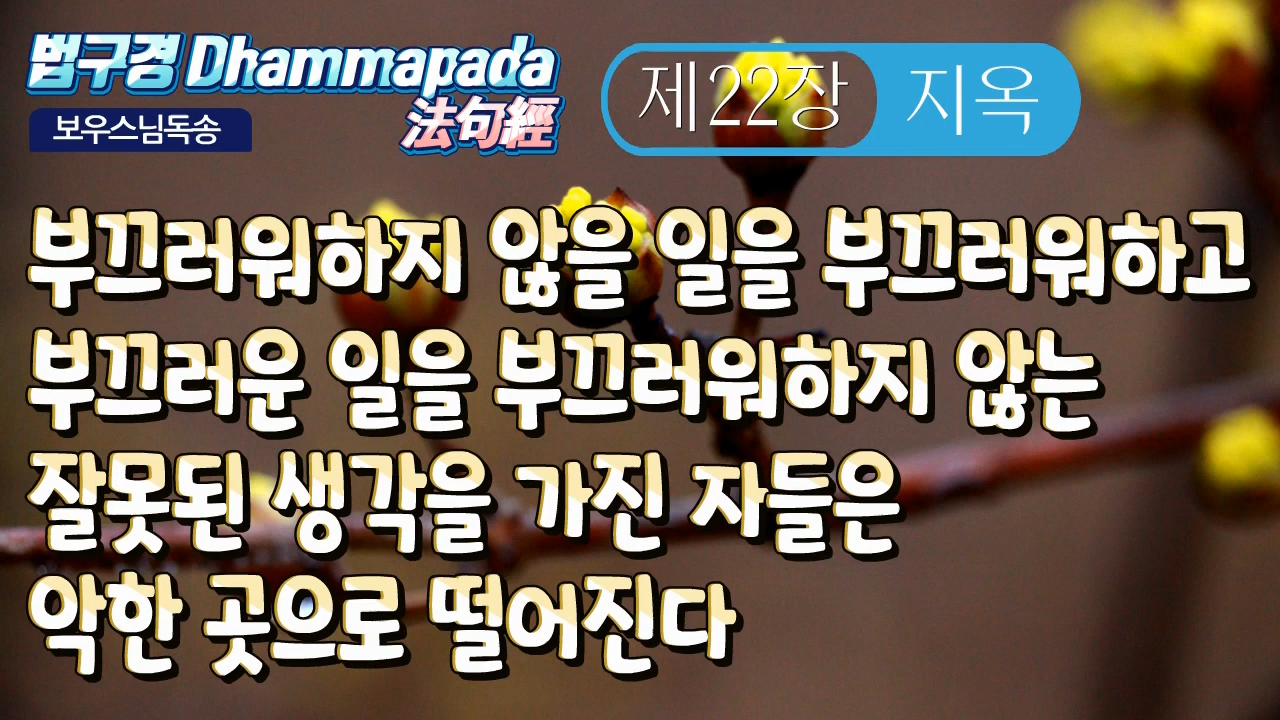 법구경 Dhammapada
法句經
보우스님독송
제22장 지옥
부끄러워하지 않을 일을 부끄러워하고
부끄러운 일을 부끄러워하지 않는
잘못된 생각을 가진 자들은
악한 곳으로 떨어진다